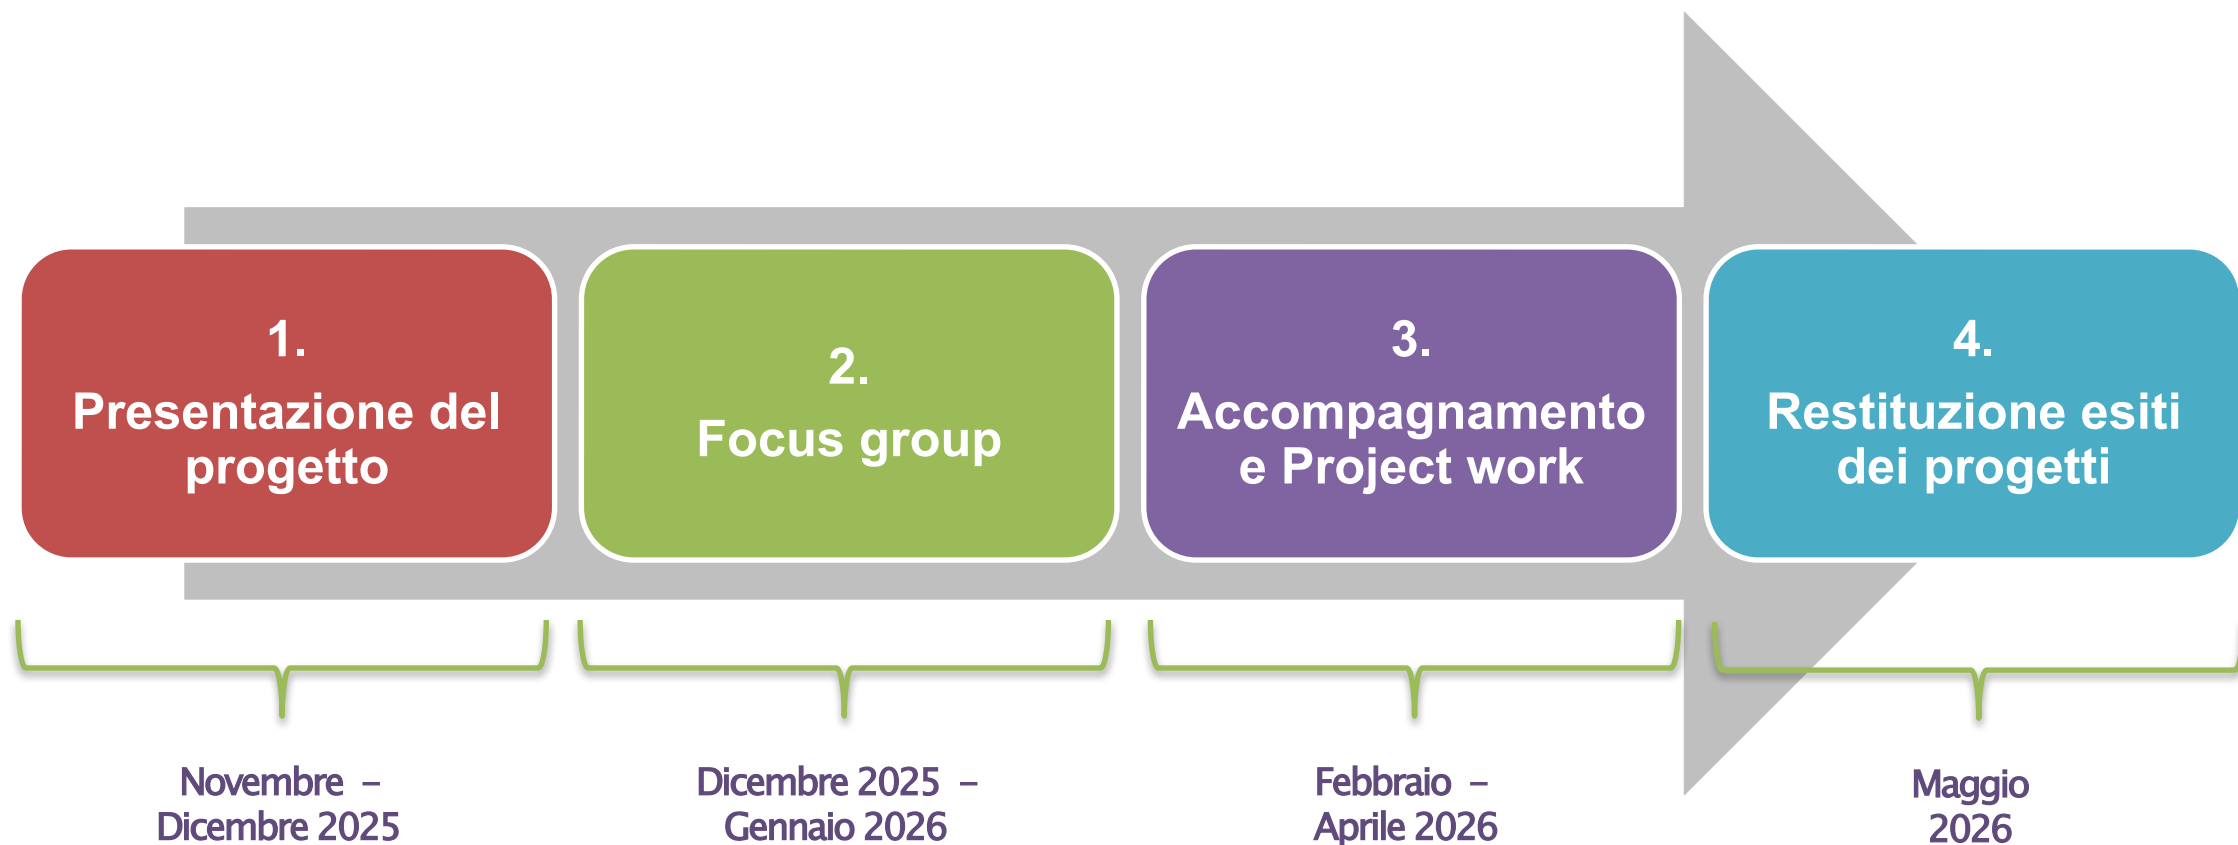 1.
Presentazione del
progetto
2.
Focus group
3.
Accompagnamento
e Project work
4.
Restituzione esiti
dei progetti
Novembre –
Dicembre 2025
Dicembre 2025 –
Gennaio 2026
Febbraio –
Aprile 2026
Maggio
2026